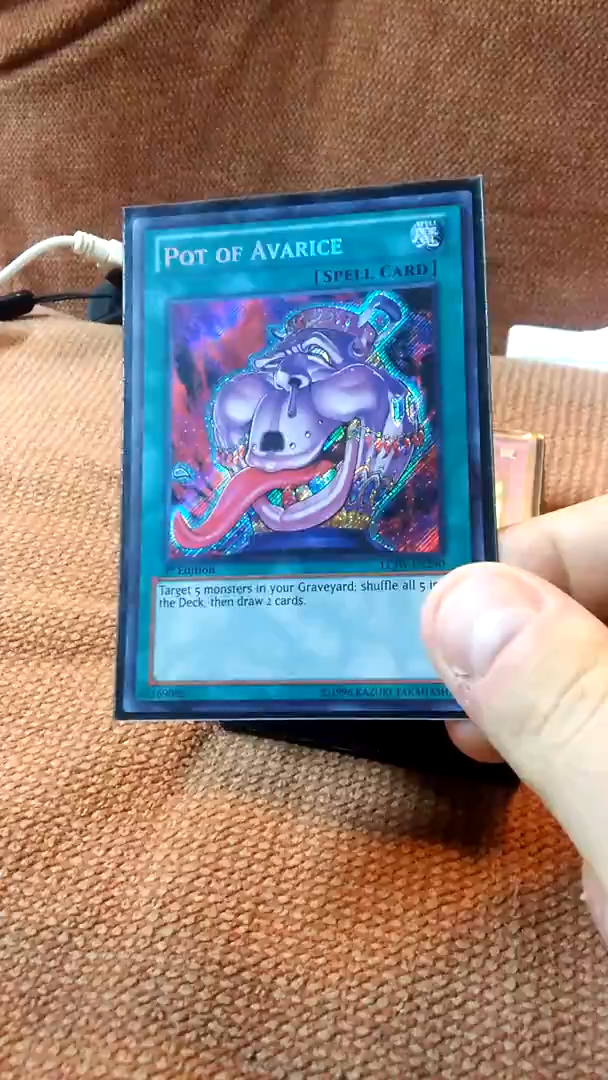 POT OF AVARICE
SPELL
[SPELL CARD]
1st Edition
Target 5 monsters in your Graveyard; shuffle all 5
the Deck, then draw 2 cards.
©1996 KAZUKI TAKAHASHI